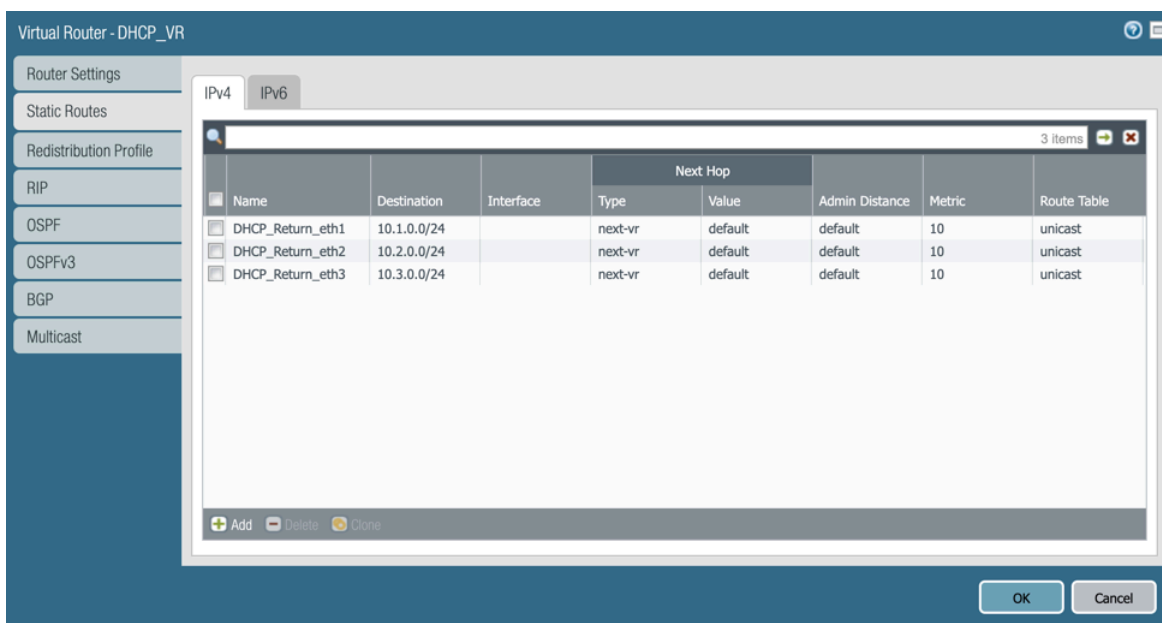 Virtual Router - DHCP_VR
Router Settings
Static Routes
Redistribution Profile
RIP
OSPF
OSPFv3
BGP
Multicast
IPv4 IPv6
3 items
Next Hop
Name Destination Interface Type Value Admin Distance Metric Route Table
DHCP_Return_eth1 10.1.0.0/24 next-vr default default 10 unicast
DHCP_Return_eth2 10.2.0.0/24 next-vr default default 10 unicast
DHCP_Return_eth3 10.3.0.0/24 next-vr default default 10 unicast
Add Delete Clone
OK Cancel